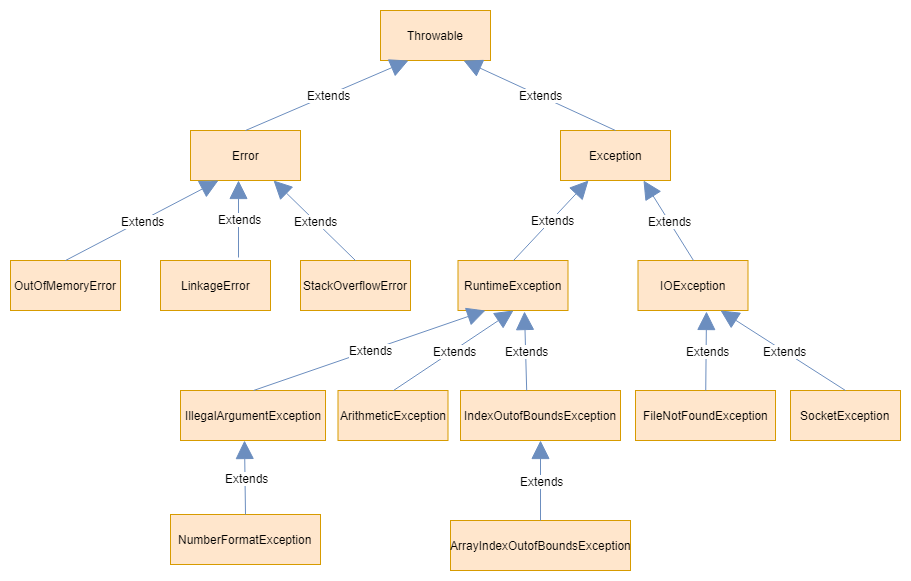 Throwable
Extends
Extends
Error
Exception
Extends
Extends
Extends
Extends
Extends
OutOfMemoryError
LinkageError
StackOverflowError
RuntimeException
IOException
Extends
Extends
Extends
Extends
Extends
IllegalArgumentException
ArithmeticException
IndexOutofBoundsException
FileNotFoundException
SocketException
Extends
Extends
NumberFormatException
ArrayIndexOutofBoundsException